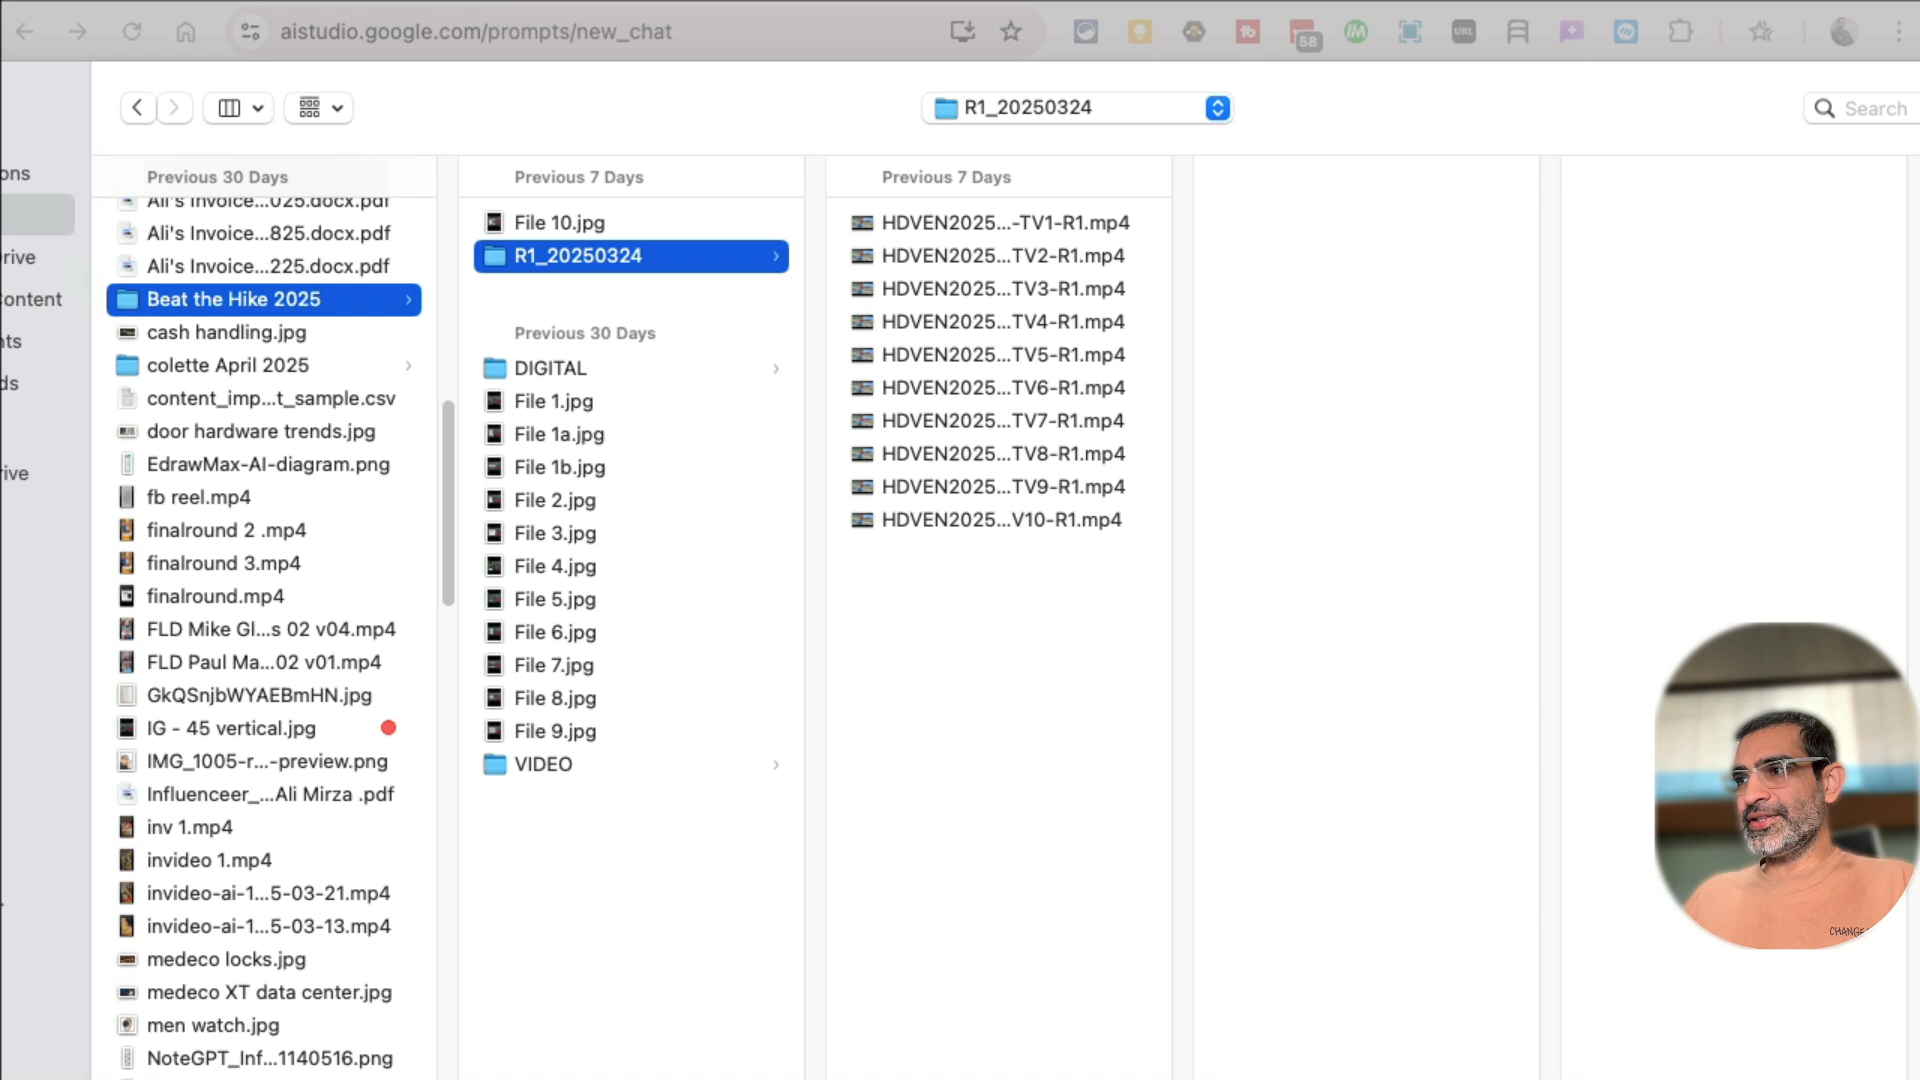 aistudio.google.com/prompts/new_chat
58
URL
R1_20250324
Search
ons
rive
ontent
nts
ds
rive
Previous 30 Days
Ali's Invoice...025.docx.pdf
Ali's Invoice...825.docx.pdf
Ali's Invoice...225.docx.pdf
Beat the Hike 2025
cash handling.jpg
colette April 2025
content_imp...t_sample.csv
door hardware trends.jpg
EdrawMax-AI-diagram.png
fb reel.mp4
finalround 2 .mp4
finalround 3.mp4
finalround.mp4
FLD Mike Gl...s 02 v04.mp4
FLD Paul Ma...02 v01.mp4
GkQSnjbWYAEBmHN.jpg
IG - 45 vertical.jpg
IMG_1005-r...-preview.png
Influenceer_...Ali Mirza .pdf
inv 1.mp4
invideo 1.mp4
invideo-ai-1...5-03-21.mp4
invideo-ai-1...5-03-13.mp4
medeco locks.jpg
medeco XT data center.jpg
men watch.jpg
NoteGPT_Inf...1140516.png
Previous 7 Days
File 10.jpg
R1_20250324
Previous 30 Days
DIGITAL
File 1.jpg
File 1a.jpg
File 1b.jpg
File 2.jpg
File 3.jpg
File 4.jpg
File 5.jpg
File 6.jpg
File 7.jpg
File 8.jpg
File 9.jpg
VIDEO
Previous 7 Days
HDVEN2025...-TV1-R1.mp4
HDVEN2025...TV2-R1.mp4
HDVEN2025...TV3-R1.mp4
HDVEN2025...TV4-R1.mp4
HDVEN2025...TV5-R1.mp4
HDVEN2025...TV6-R1.mp4
HDVEN2025...TV7-R1.mp4
HDVEN2025...TV8-R1.mp4
HDVEN2025...TV9-R1.mp4
HDVEN2025...V10-R1.mp4
CHANGE